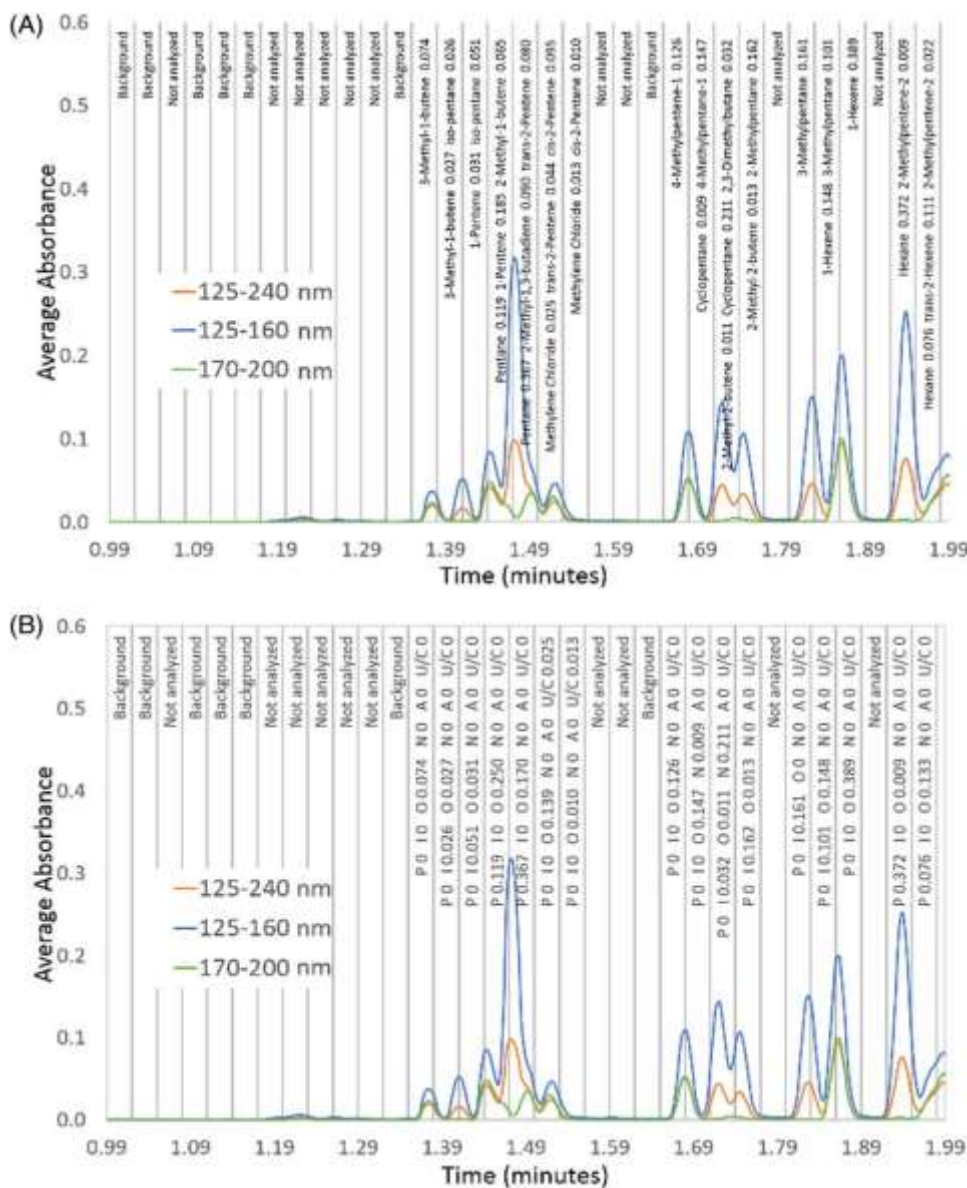 (A)
0.6
0.5
0.4
0.3
0.2
0.1
0.0
Average Absorbance
Background
Background
Not analyzed
Background
Background
Background
Not analyzed
Not analyzed
Not analyzed
Not analyzed
Not analyzed
Background
3-Methyl-1-butene 0.074
3-Methyl-1-butene 0.027 iso-pentane 0.026
1-Pentene 0.031 iso-pentane 0.051
Pentane 0.119 1-Pentene 0.185 2-Methyl-1-butene 0.065
Pentane 0.367 2-Methyl-1,3-butadiene 0.090 trans-2-Pentene 0.080
Methylene Chloride 0.025 trans-2-Pentene 0.044 cis-2-Pentene 0.095
Methylene Chloride 0.013 cis-2-Pentane 0.010
Not analyzed
Not analyzed
Background
4-Methylpentene-1 0.126
Cyclopentane 0.009 4-Methylpentane-1 0.147
2-Methyl-2-butene 0.011 Cyclopentane 0.211 2,3-Dimethylbutane 0.032
2-Methyl-2-butene 0.013 2-Methylpentane 0.162
Not analyzed
3-Methylpentane 0.161
1-Hexene 0.148 3-Methylpentane 0.101
1-Hexene 0.389
Not analyzed
Hexane 0.372 2-Methylpentene-2 0.009
Hexane 0.076 trans-2-Hexene 0.111 2-Methylpentene-2 0.022
125-240 nm
125-160 nm
170-200 nm
0.99 1.09 1.19 1.29 1.39 1.49 1.59 1.69 1.79 1.89 1.99
Time (minutes)
(B)
0.6
0.5
0.4
0.3
0.2
0.1
0.0
Average Absorbance
Background
Background
Not analyzed
Background
Background
Background
Not analyzed
Not analyzed
Not analyzed
Not analyzed
Not analyzed
Background
P 0 I 0 O 0.074 N 0 A 0 U/C 0
P 0 I 0.026 O 0.027 N 0 A 0 U/C 0
P 0 I 0.051 O 0.031 N 0 A 0 U/C 0
P 0.119 I 0 O 0.250 N 0 A 0 U/C 0
P 0.367 I 0 O 0.170 N 0 A 0 U/C 0
P 0 I 0 O 0.139 N 0 A 0 U/C 0.025
P 0 I 0 O 0.010 N 0 A 0 U/C 0.013
Not analyzed
Not analyzed
Background
P 0 I 0 O 0.126 N 0 A 0 U/C 0
P 0 I 0 O 0.147 N 0.009 A 0 U/C 0
P 0 I 0.032 O 0.011 N 0.211 A 0 U/C 0
P 0 I 0.162 O 0.013 N 0 A 0 U/C 0
Not analyzed
P 0 I 0.161 O 0 N 0 A 0 U/C 0
P 0 I 0.101 O 0.148 N 0 A 0 U/C 0
P 0 I 0 O 0.389 N 0 A 0 U/C 0
Not analyzed
P 0.372 I 0 O 0.009 N 0 A 0 U/C 0
P 0.076 I 0 O 0.133 N 0 A 0 U/C 0
125-240 nm
125-160 nm
170-200 nm
0.99 1.09 1.19 1.29 1.39 1.49 1.59 1.69 1.79 1.89 1.99
Time (minutes)